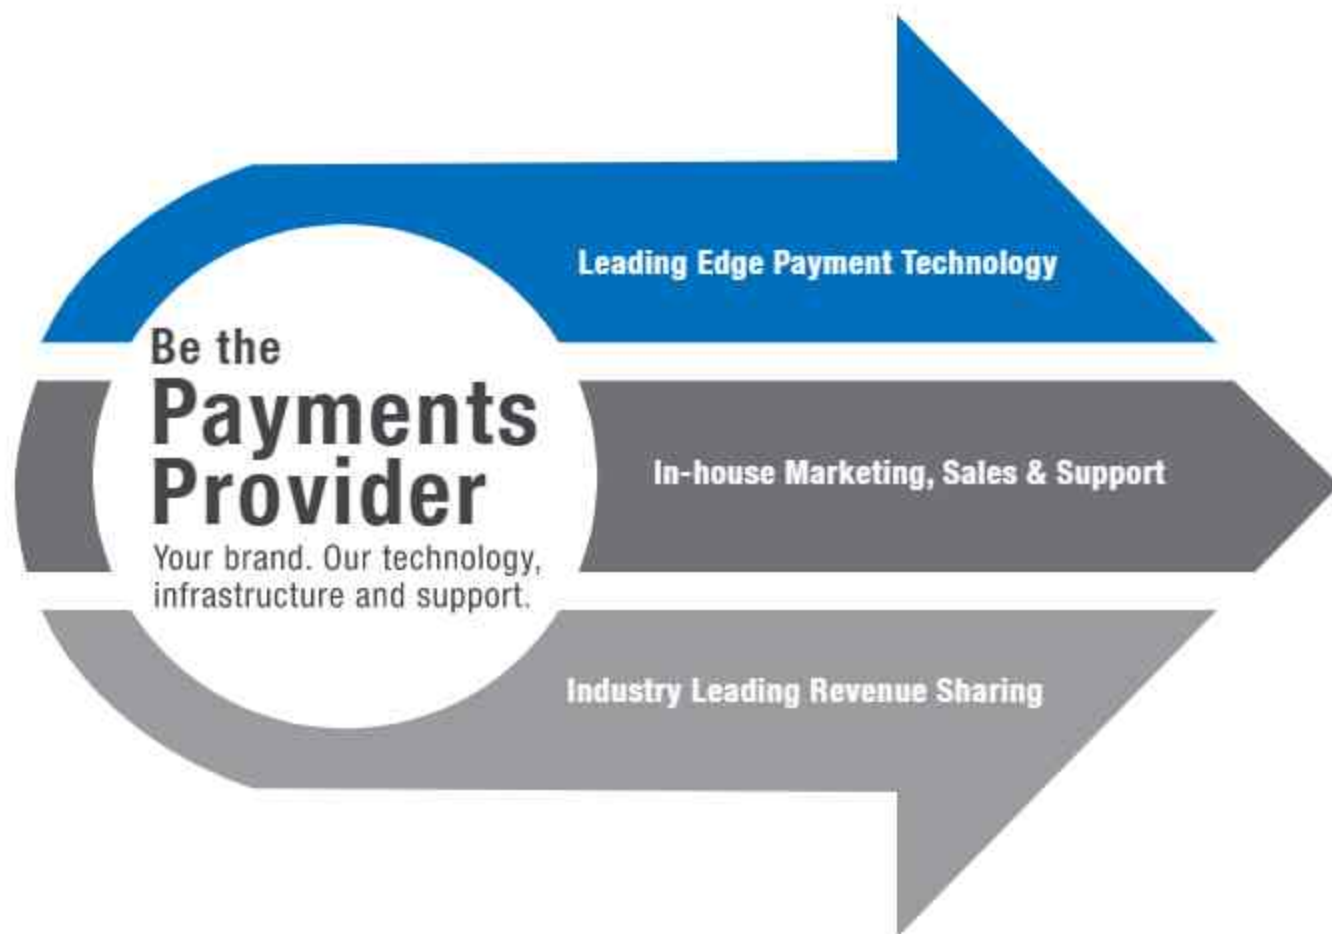 Leading Edge Payment Technology
Be the
Payments
Provider
Your brand. Our technology,
infrastructure and support.
In-house Marketing, Sales & Support
Industry Leading Revenue Sharing